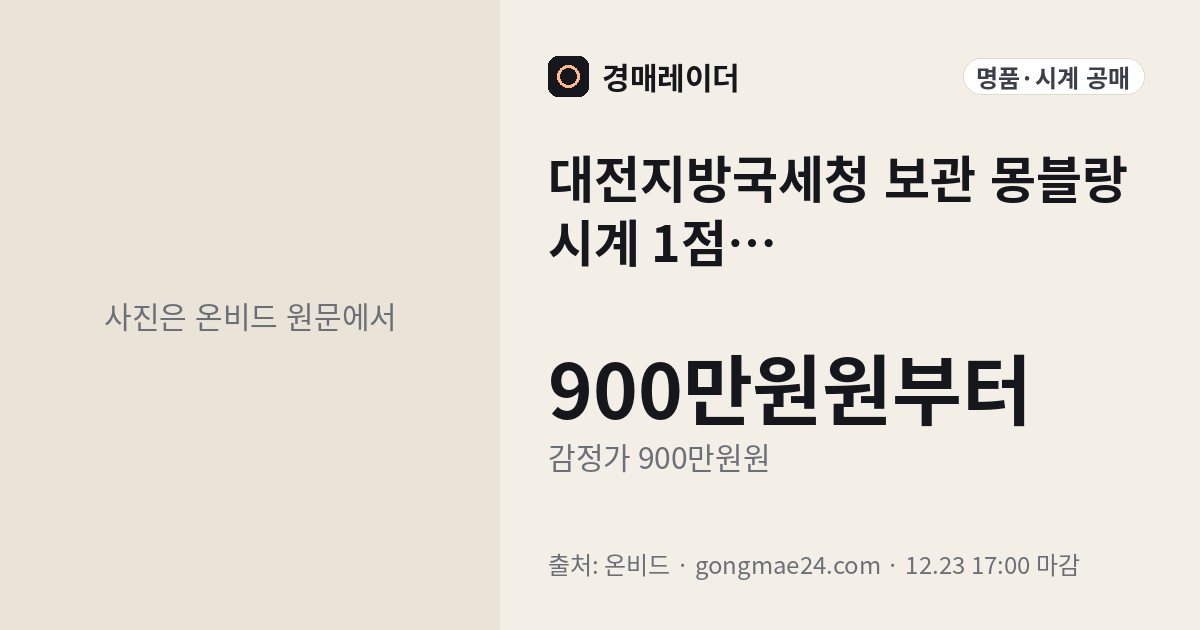 사진은 온비드 원문에서
경매레이더
명품·시계 공매
대전지방국세청 보관 몽블랑
시계 1점…
900만원원부터
감정가 900만원원
출처: 온비드 · gongmae24.com · 12.23 17:00 마감